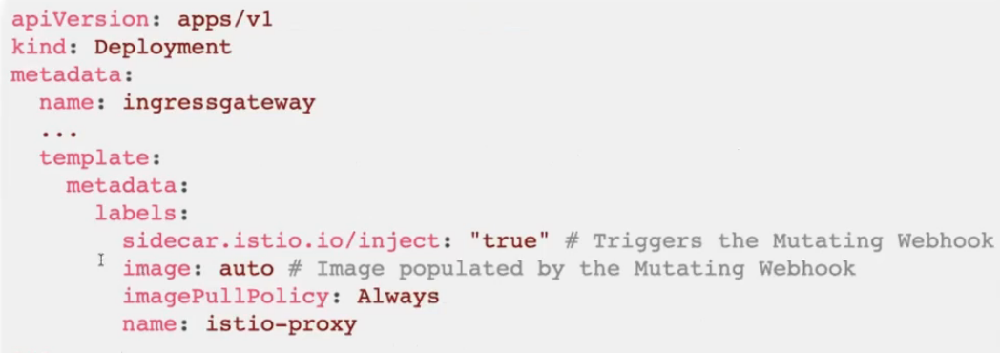 apiVersion: apps/v1
kind: Deployment
metadata:
  name: ingressgateway
  ...
  template:
    metadata:
      labels:
        sidecar.istio.io/inject: "true" # Triggers the Mutating Webhook
        image: auto # Image populated by the Mutating Webhook
        imagePullPolicy: Always
        name: istio-proxy